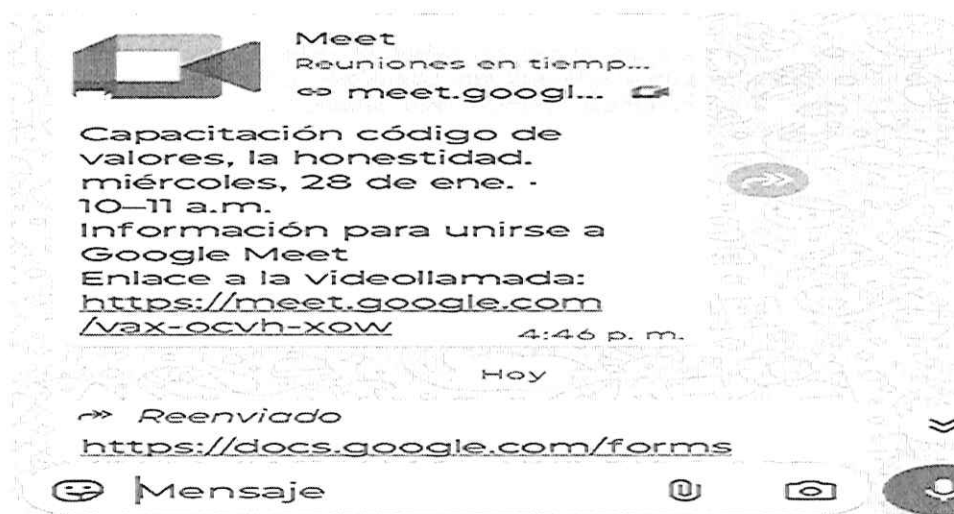 Meet
Reuniones en tiemp...
meet.googl...
Capacitación código de
valores, la honestidad.
miércoles, 28 de ene. ·
10–11 a.m.
Información para unirse a
Google Meet
Enlace a la videollamada:
https://meet.google.com
/vax-ocvh-xow
4:46 p. m.
Hoy
Reenviado
https://docs.google.com/forms
Mensaje